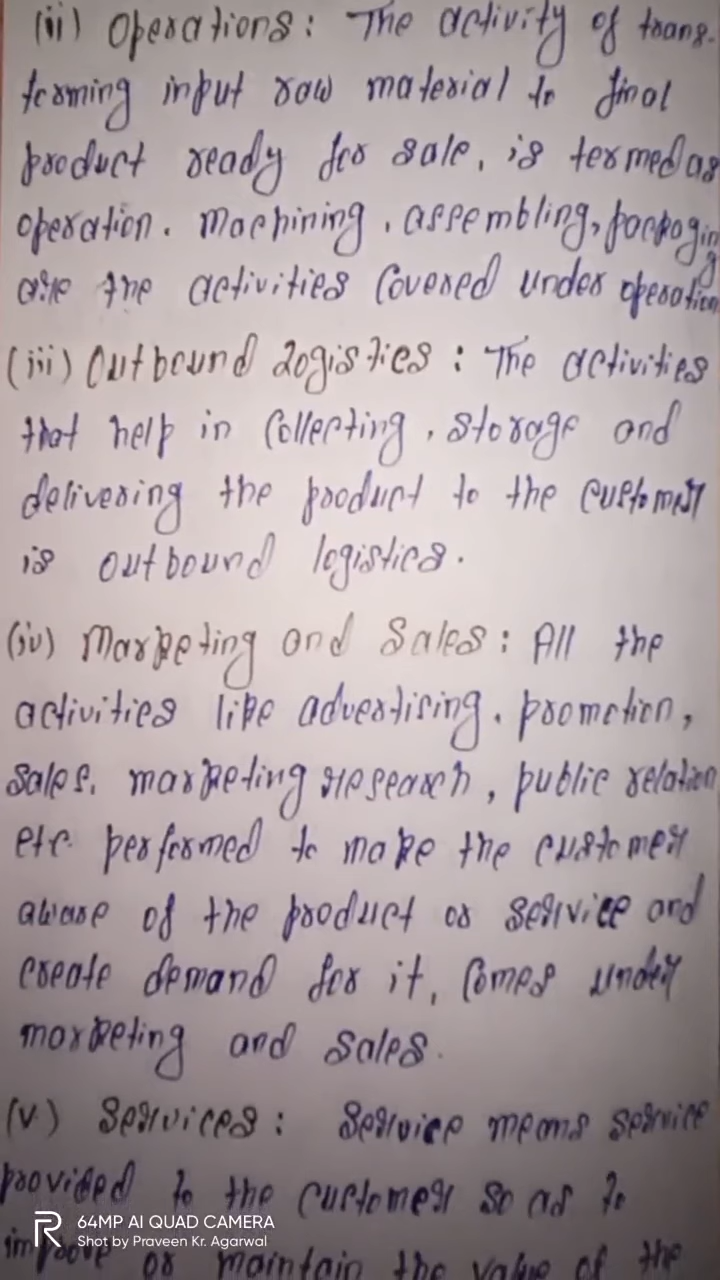 (ii) Operations: The activity of trans-
forming input raw material to final
product ready for sale, is termed as
operation. Machining, assembling, packaging
are the activities covered under operation
(iii) Outbound Logistics: The activities
that help in collecting, storage and
delivering the product to the customer
is outbound logistics.
(iv) Marketing and Sales: All the
activities like advertising, promotion,
sales, marketing research, public relation
etc. performed to make the customer
aware of the product or service and
create demand for it, comes under
marketing and sales.
(v) Services: Service means service
provided to the customer so as to
improve or maintain the value of the
64MP AI QUAD CAMERA
Shot by Praveen Kr. Agarwal